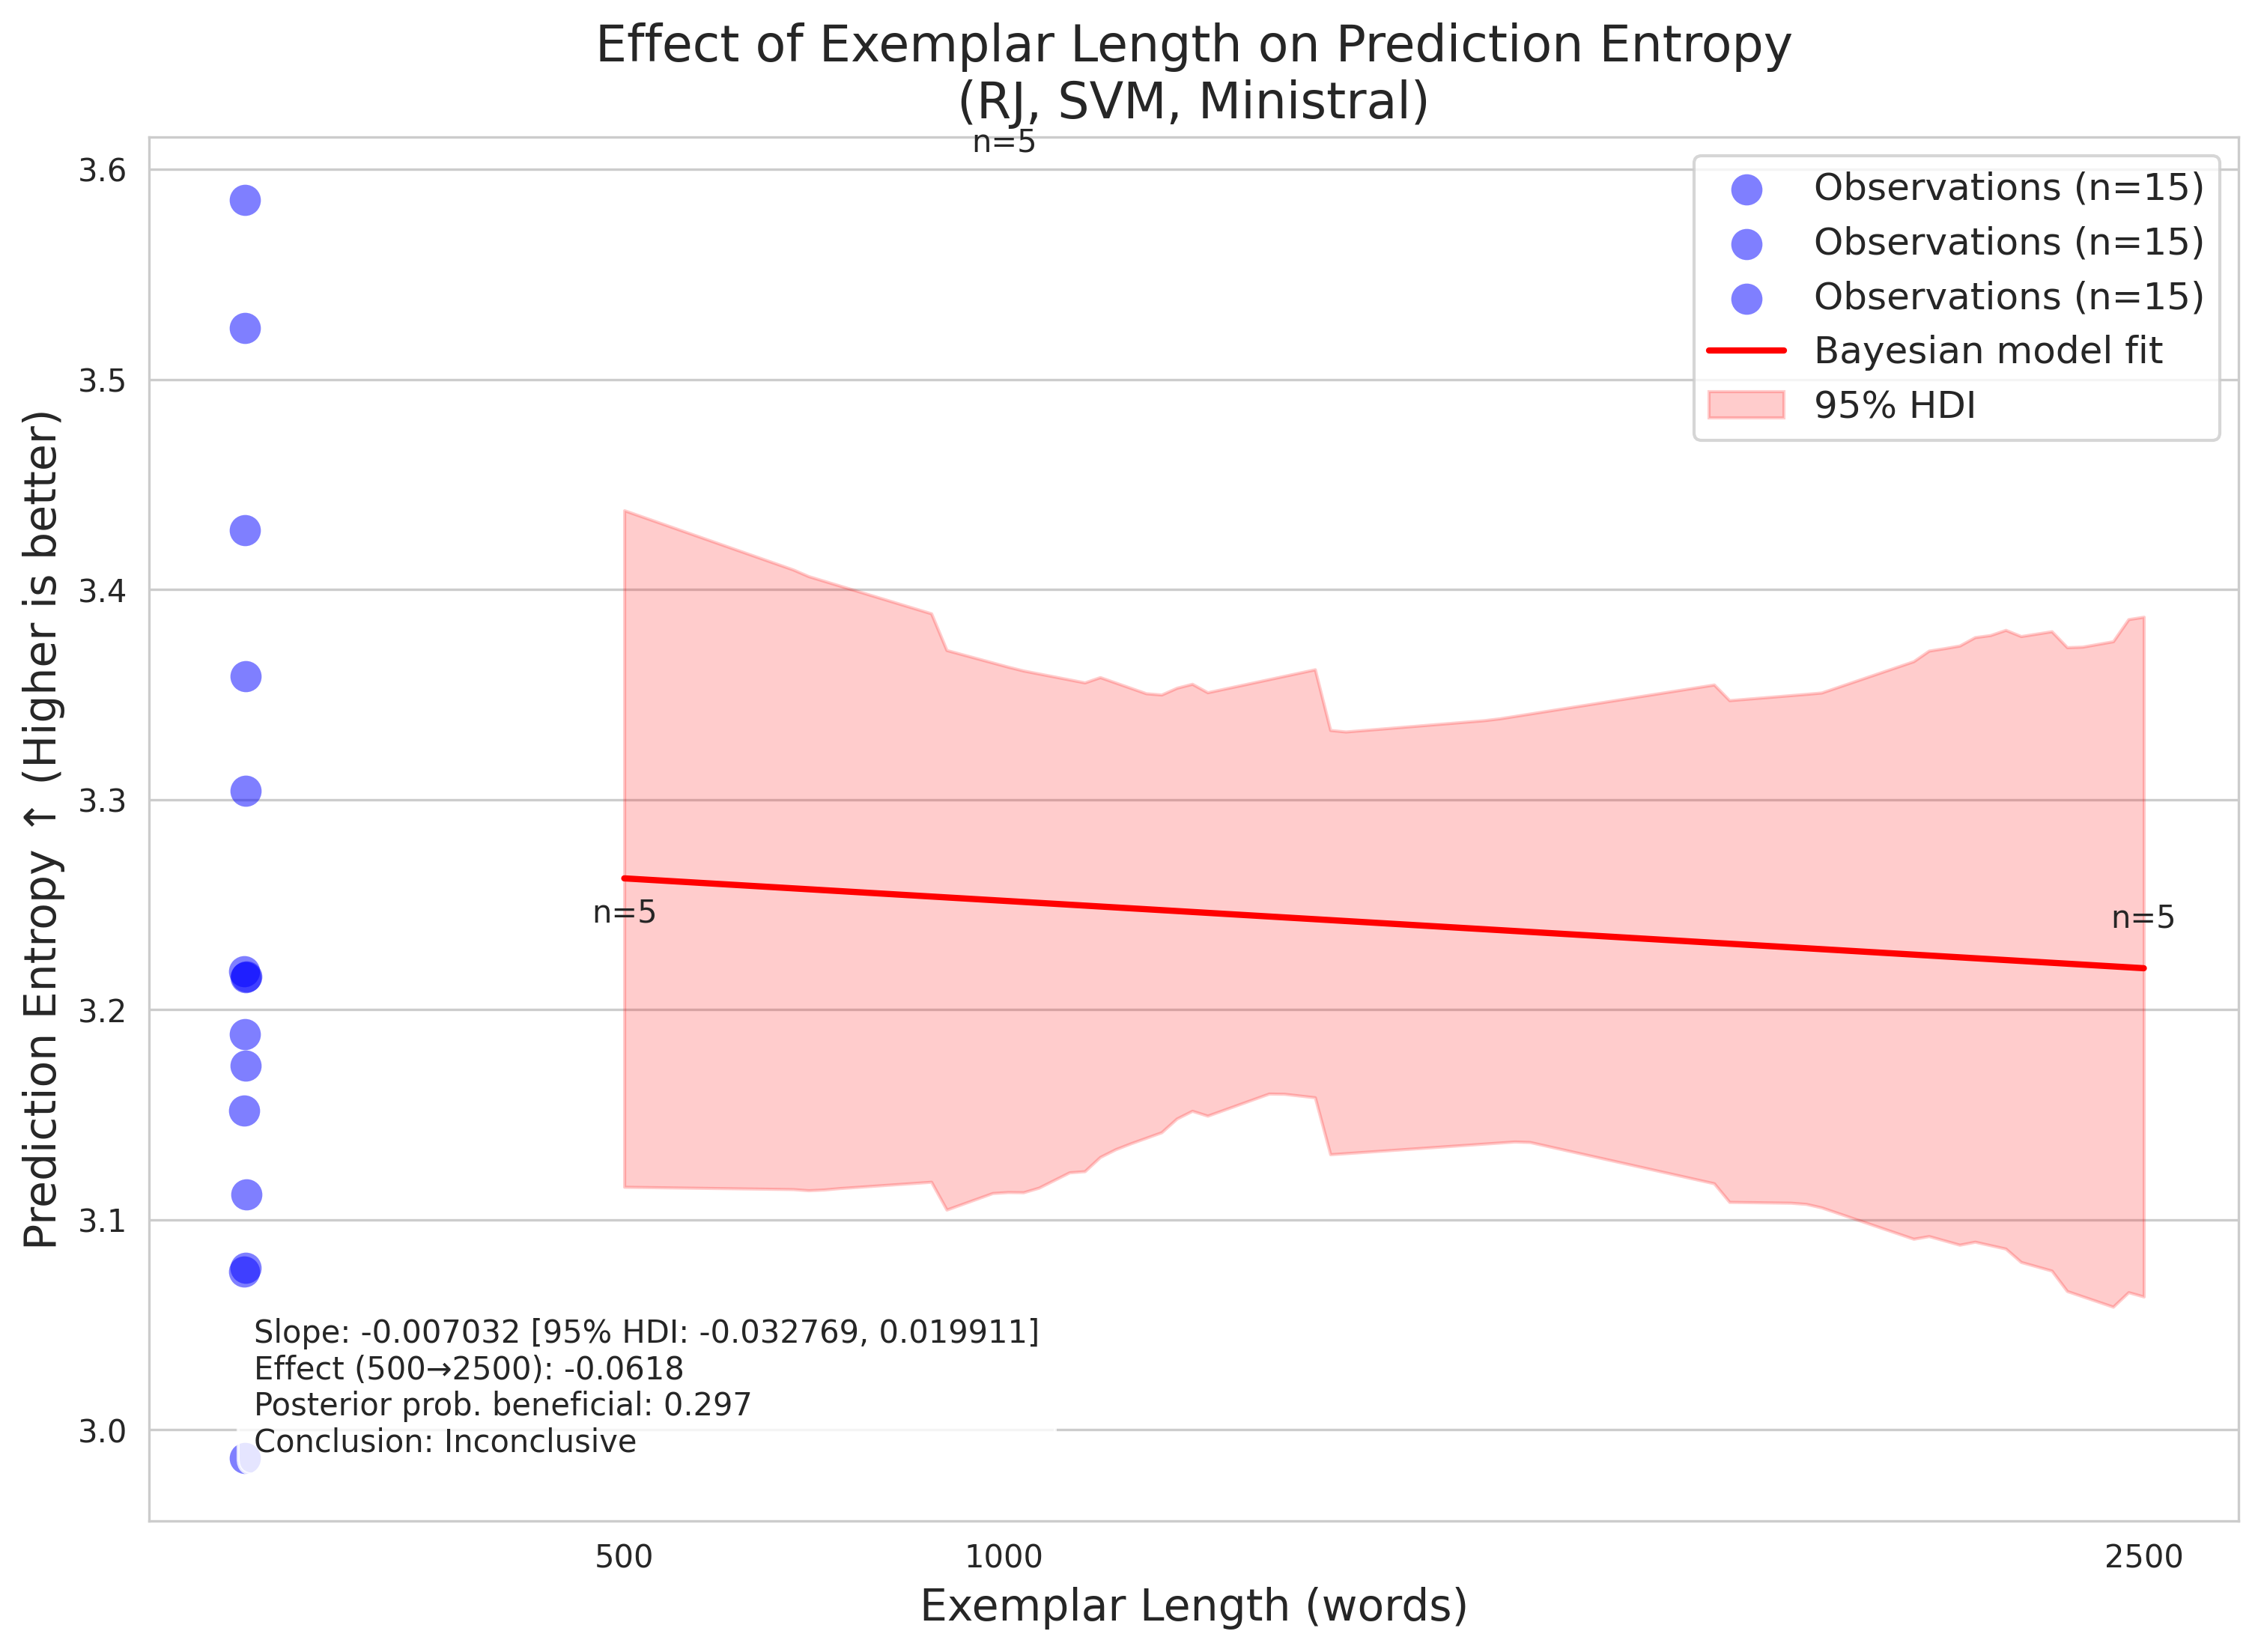 Effect of Exemplar Length on Prediction Entropy
(RJ, SVM, Ministral)
n=5
Observations (n=15)
Observations (n=15)
Observations (n=15)
Bayesian model fit
95% HDI
Prediction Entropy ↑ (Higher is better)
3.6
3.5
3.4
3.3
3.2
3.1
3.0
n=5
n=5
Slope: -0.007032 [95% HDI: -0.032769, 0.019911]
Effect (500→2500): -0.0618
Posterior prob. beneficial: 0.297
Conclusion: Inconclusive
500
1000
2500
Exemplar Length (words)